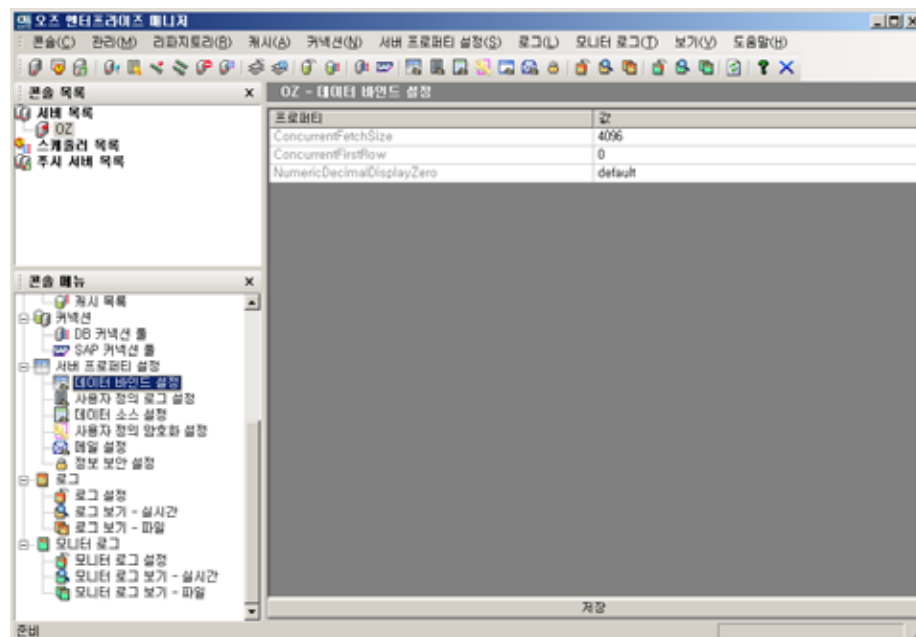 오즈 엔터프라이즈 매니저
콘솔(C) 관리(M) 리파지토리(R) 캐시(A) 커넥션(N) 서버 프로퍼티 설정(S) 로그(L) 모니터 로그(T) 보기(V) 도움말(H)
콘솔 목록
서버 목록
OZ
스케줄러 목록
주시 서버 목록
콘솔 메뉴
캐시 목록
커넥션
DB 커넥션 풀
SAP 커넥션 풀
서버 프로퍼티 설정
데이터 바인드 설정
사용자 정의 로그 설정
데이터 소스 설정
사용자 정의 암호화 설정
메일 설정
정보 보안 설정
로그
로그 설정
로그 보기 - 실시간
로그 보기 - 파일
모니터 로그
모니터 로그 설정
모니터 로그 보기 - 실시간
모니터 로그 보기 - 파일
OZ - 데이터 바인드 설정
프로퍼티 값
ConcurrentFetchSize 4096
ConcurrentFirstRow 0
NumericDecimalDisplayZero default
저장
준비